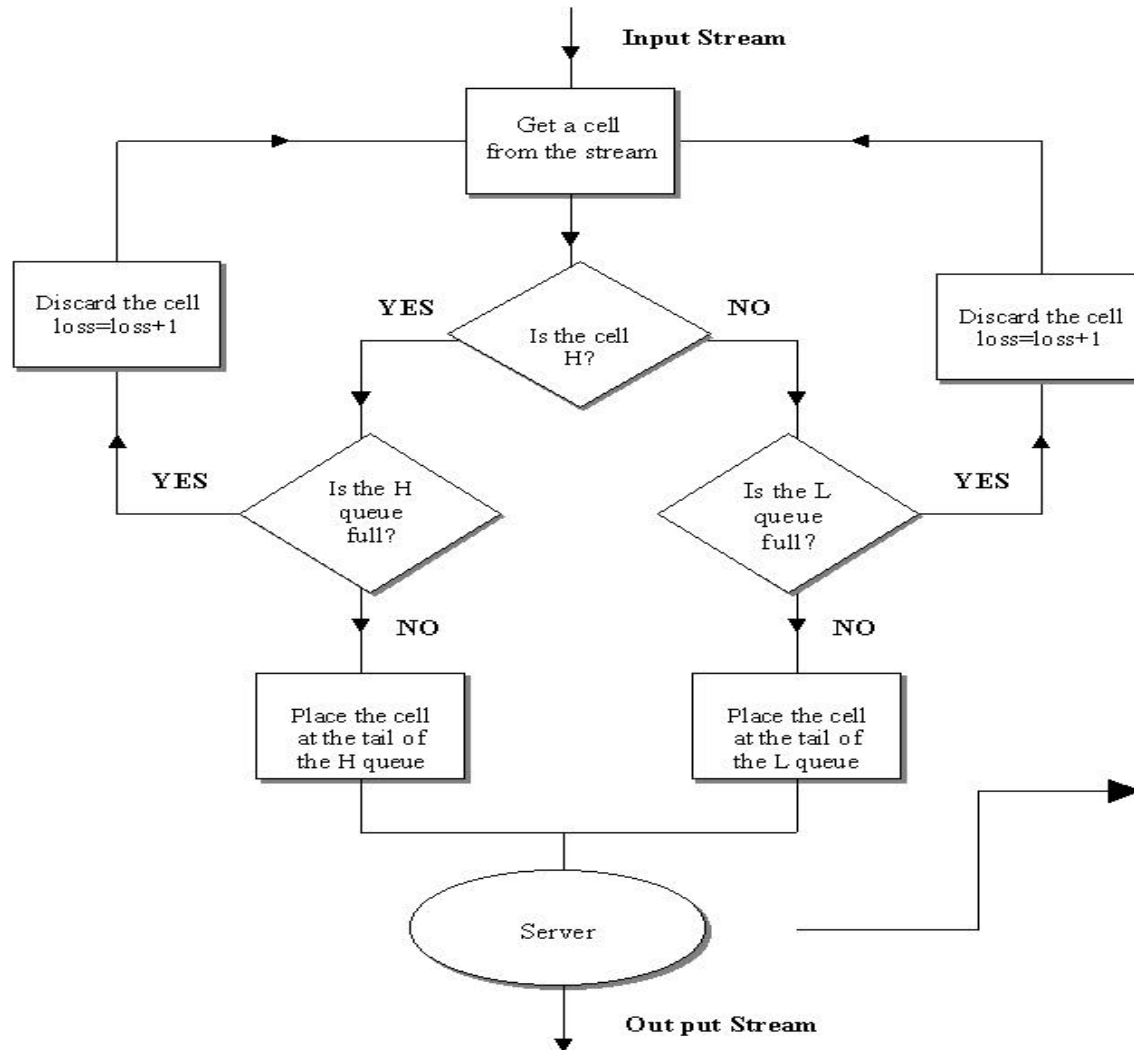 Input Stream
Get a cell
from the stream
Discard the cell
loss=loss+1
YES
Is the cell
H?
NO
Discard the cell
loss=loss+1
YES
Is the H
queue
full?
Is the L
queue
full?
YES
NO
NO
Place the cell
at the tail of
the H queue
Place the cell
at the tail of
the L queue
Server
Out put Stream